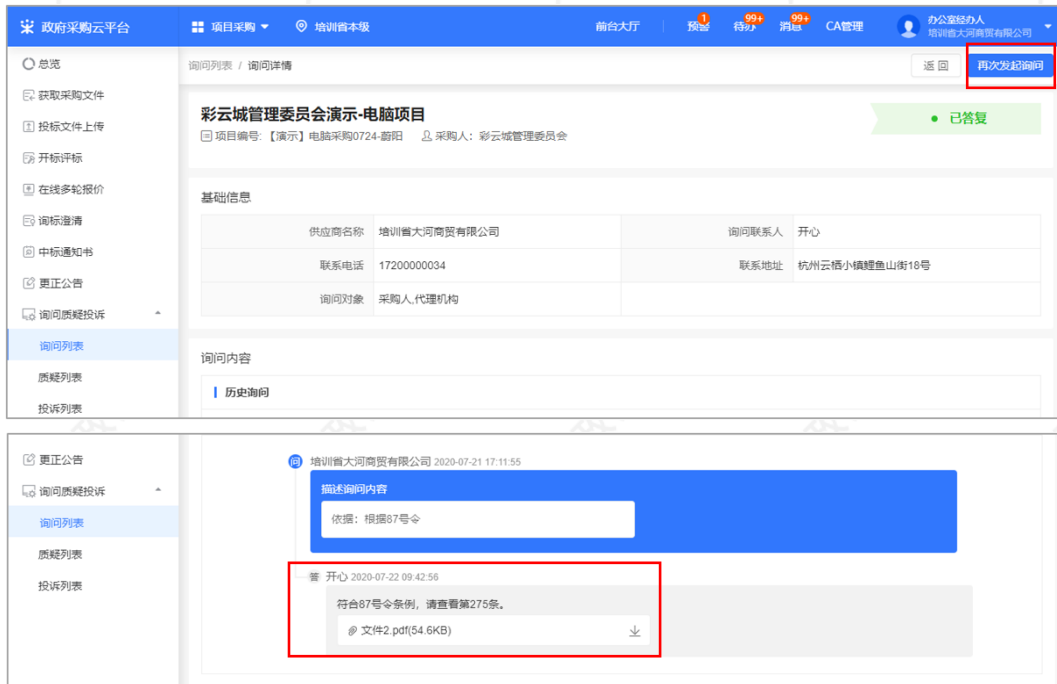 政府采购云平台 项目采购 培训省本级 前台大厅 预警 1 待办 99+ 消息 99+ CA管理 办公室经办人
培训省大河商贸有限公司
总览
获取采购文件
投标文件上传
开标评标
在线多轮报价
询标澄清
中标通知书
更正公告
询问质疑投诉
询问列表
质疑列表
投诉列表
询问列表 / 询问详情 返回 再次发起询问
彩云城管理委员会演示-电脑项目
项目编号:【演示】电脑采购0724-蔚阳 采购人: 彩云城管理委员会
已答复
基础信息
供应商名称 培训省大河商贸有限公司 询问联系人 开心
联系电话 17200000034 联系地址 杭州云栖小镇鲤鱼山街18号
询问对象 采购人,代理机构
询问内容
历史询问
更正公告
询问质疑投诉
询问列表
质疑列表
投诉列表
问 培训省大河商贸有限公司 2020-07-21 17:11:55
描述询问内容
依据：根据87号令
答 开心 2020-07-22 09:42:56
符合87号令条例，请查看第275条。
文件2.pdf(54.6KB)